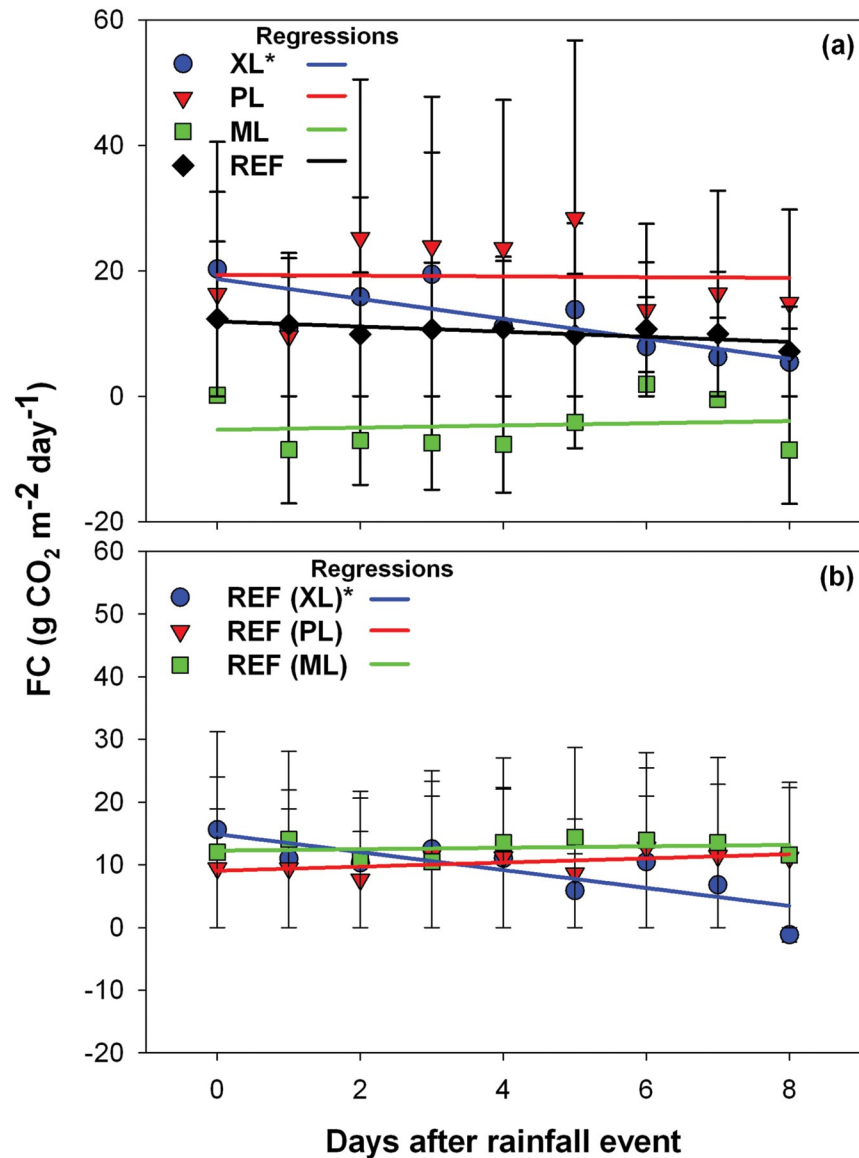 60
40
20
0
-20
(a)
Regressions
XL*
PL
ML
REF
60
50
40
30
20
10
0
-10
-20
(b)
Regressions
REF (XL)*
REF (PL)
REF (ML)
0 2 4 6 8
Days after rainfall event
FC (g CO₂ m⁻² day⁻¹)